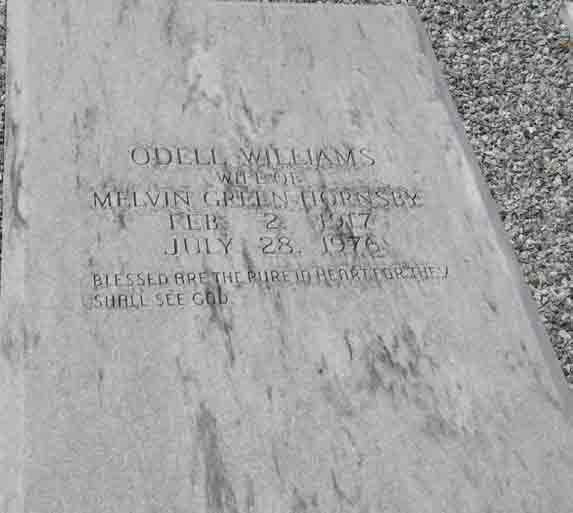 ODELL WILLIAMS
WIFE OF
MELVIN GREEN HORNSBY
FEB. 2, 1917
JULY 28, 1976
BLESSED ARE THE PURE IN HEART FOR THEY
SHALL SEE GOD